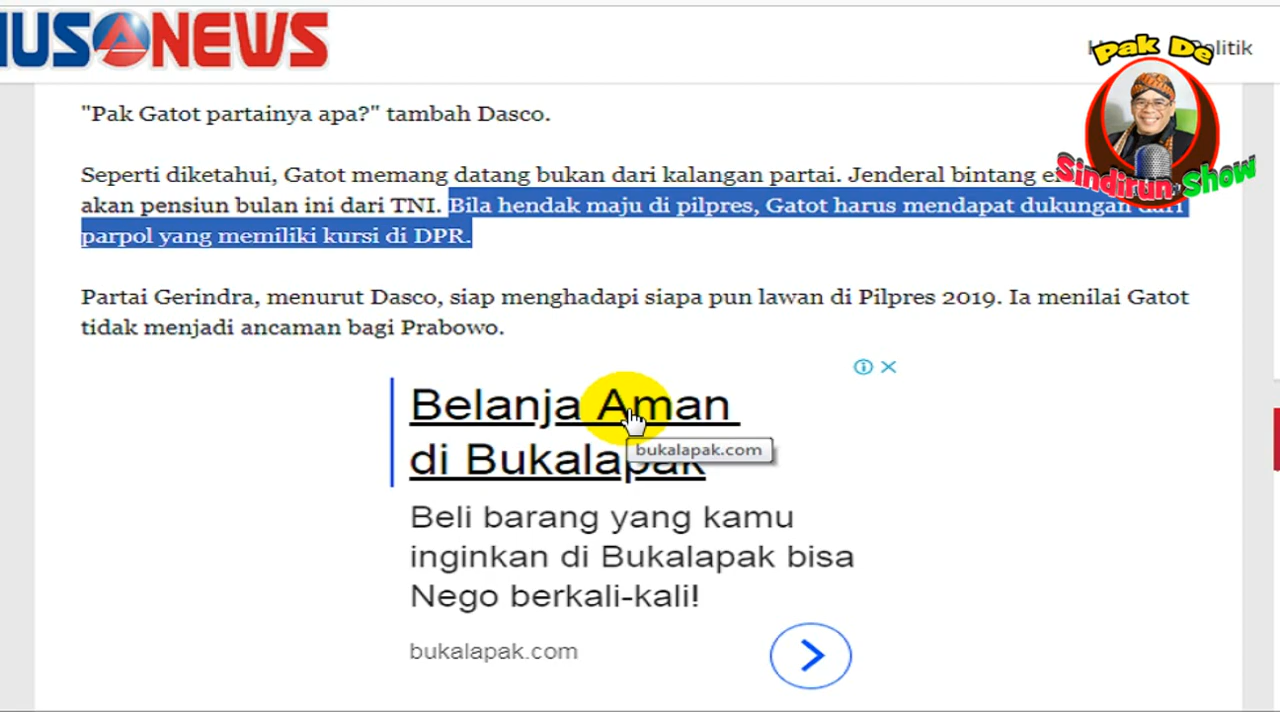 USANEWS
Politik
Pak De
Sindirun Show
"Pak Gatot partainya apa?" tambah Dasco.
Seperti diketahui, Gatot memang datang bukan dari kalangan partai. Jenderal bintang
akan pensiun bulan ini dari TNI. Bila hendak maju di pilpres, Gatot harus mendapat dukungan dari
parpol yang memiliki kursi di DPR.
Partai Gerindra, menurut Dasco, siap menghadapi siapa pun lawan di Pilpres 2019. Ia menilai Gatot
tidak menjadi ancaman bagi Prabowo.
Belanja Aman
di Bukalapak
bukalapak.com
Beli barang yang kamu
inginkan di Bukalapak bisa
Nego berkali-kali!
bukalapak.com